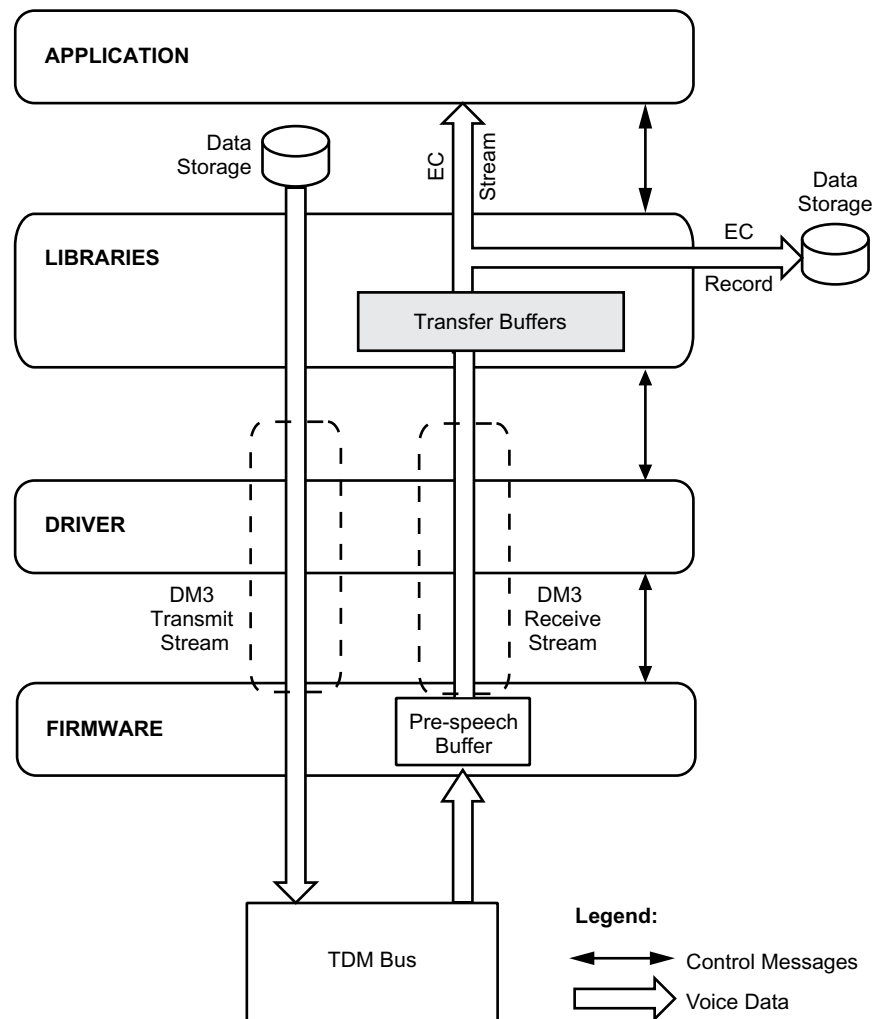 APPLICATION
Data
Storage
EC
Stream
Data
Storage
LIBRARIES
EC
Record
Transfer Buffers
DRIVER
DM3
Transmit
Stream
DM3
Receive
Stream
FIRMWARE
Pre-speech
Buffer
TDM Bus
Legend:
Control Messages
Voice Data